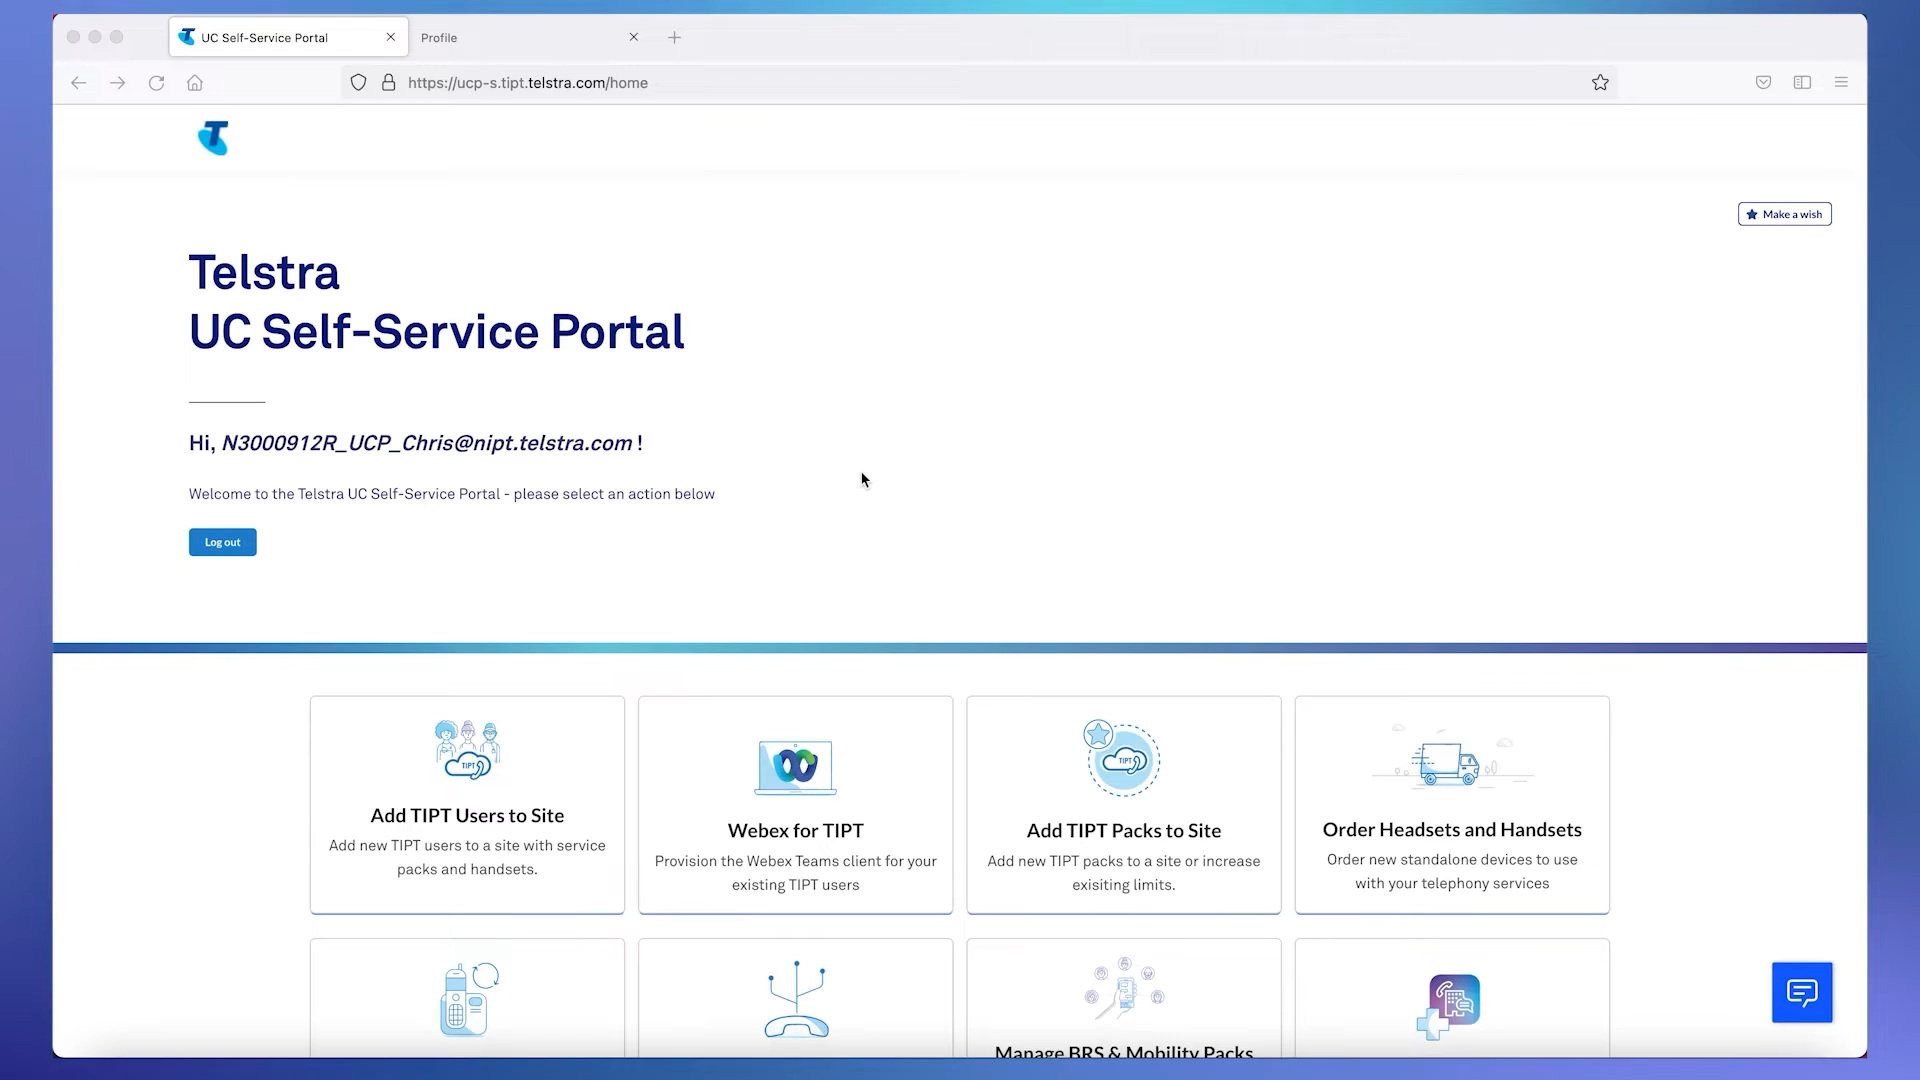 UC Self-Service Portal
Profile
https://ucp-s.tipt.telstra.com/home
Make a wish
Telstra
UC Self-Service Portal
Hi, N3000912R_UCP_Chris@nipt.telstra.com !
Welcome to the Telstra UC Self-Service Portal - please select an action below
Log out
TIPT
Add TIPT Users to Site
Add new TIPT users to a site with service
packs and handsets.
Webex for TIPT
Provision the Webex Teams client for your
existing TIPT users
TIPT
Add TIPT Packs to Site
Add new TIPT packs to a site or increase
exisiting limits.
Order Headsets and Handsets
Order new standalone devices to use
with your telephony services
Manage BRS & Mobility Packs